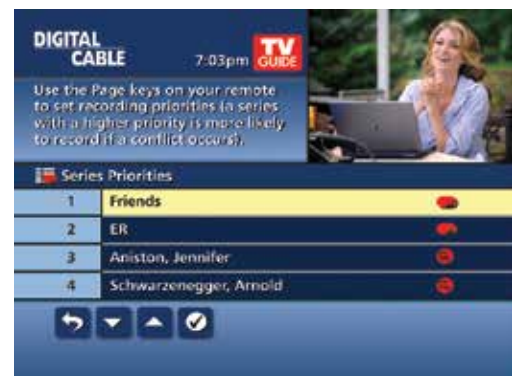 DIGITAL
CABLE
7:03pm
TV
GUIDE
Use the Page keys on your remote
to set recording priorities (a series
with a higher priority is more likely
to record if a conflict occurs).
Series Priorities
1 Friends
2 ER
3 Aniston, Jennifer
4 Schwarzenegger, Arnold